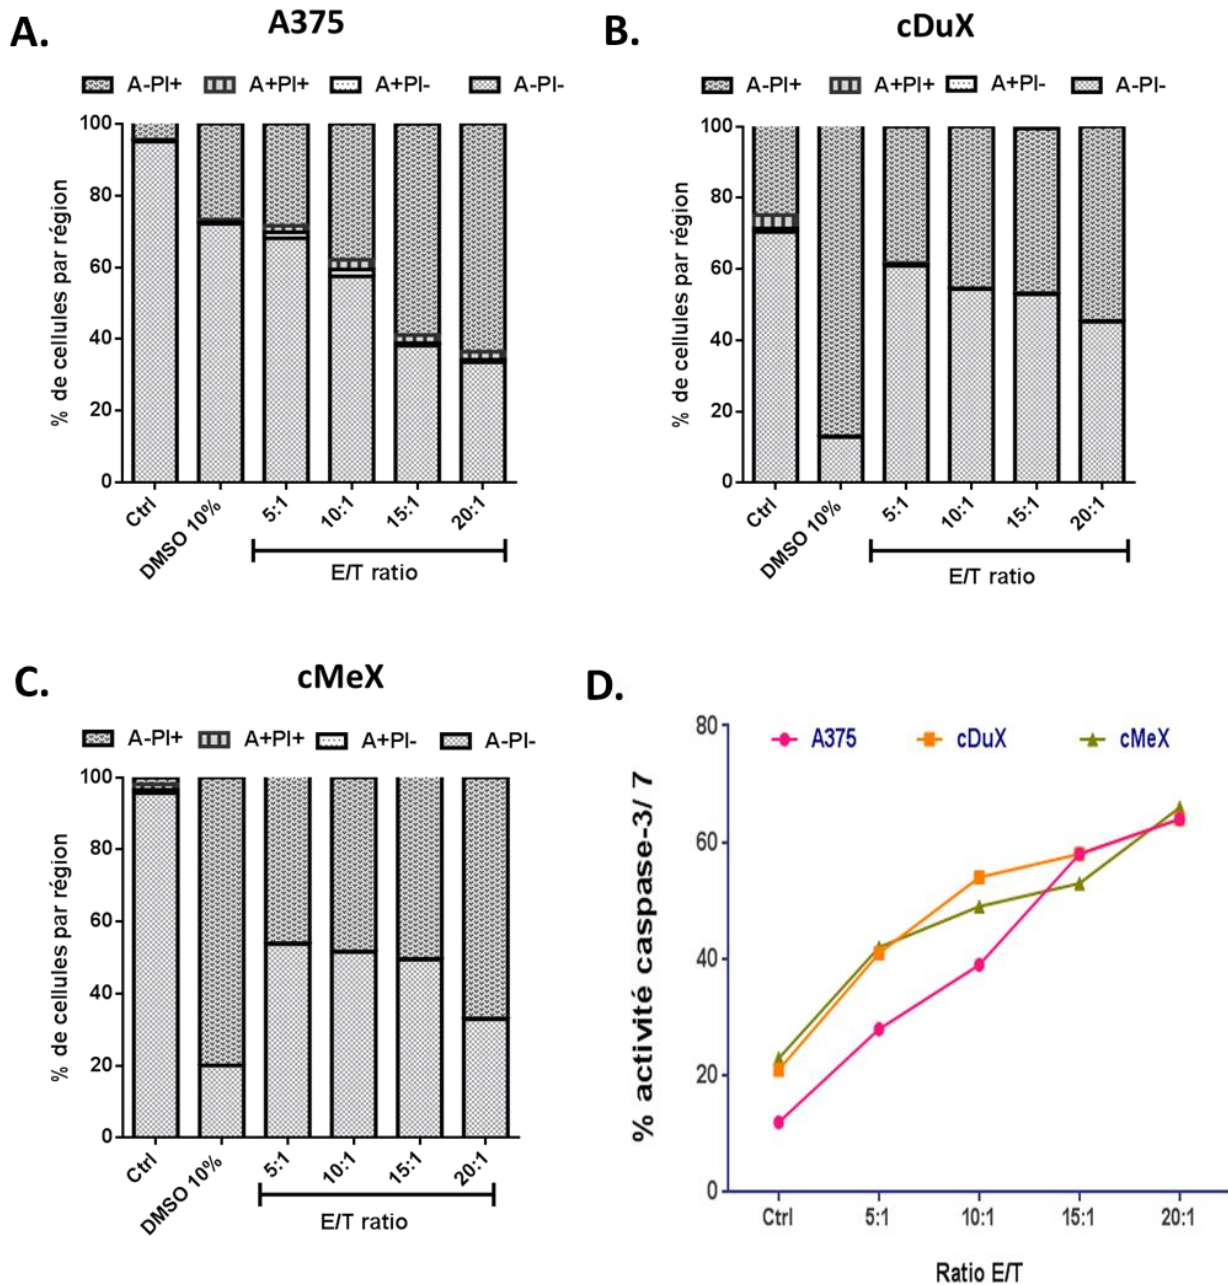 A.
A375
A-PI+ A+PI+ A+PI- A-PI-
% de cellules par région
100
80
60
40
20
0
Ctrl
DMSO 10%
5:1
10:1
15:1
20:1
E/T ratio
B.
cDuX
A-PI+ A+PI+ A+PI- A-PI-
% de cellules par région
100
80
60
40
20
0
Ctrl
DMSO 10%
5:1
10:1
15:1
20:1
E/T ratio
C.
cMeX
A-PI+ A+PI+ A+PI- A-PI-
% de cellules par région
100
80
60
40
20
0
Ctrl
DMSO 10%
5:1
10:1
15:1
20:1
E/T ratio
D.
A375 cDuX cMeX
% activité caspase-3/ 7
80
60
40
20
0
Ctrl 5:1 10:1 15:1 20:1
Ratio E/T